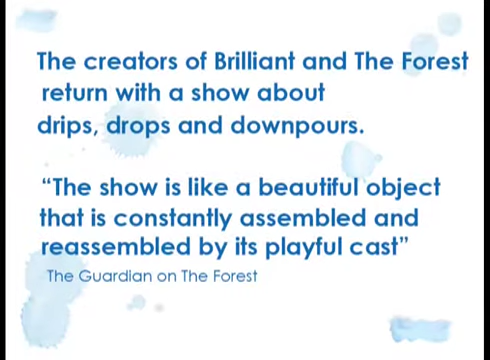 The creators of Brilliant and The Forest
return with a show about
drips, drops and downpours.
“The show is like a beautiful object
that is constantly assembled and
reassembled by its playful cast”
The Guardian on The Forest